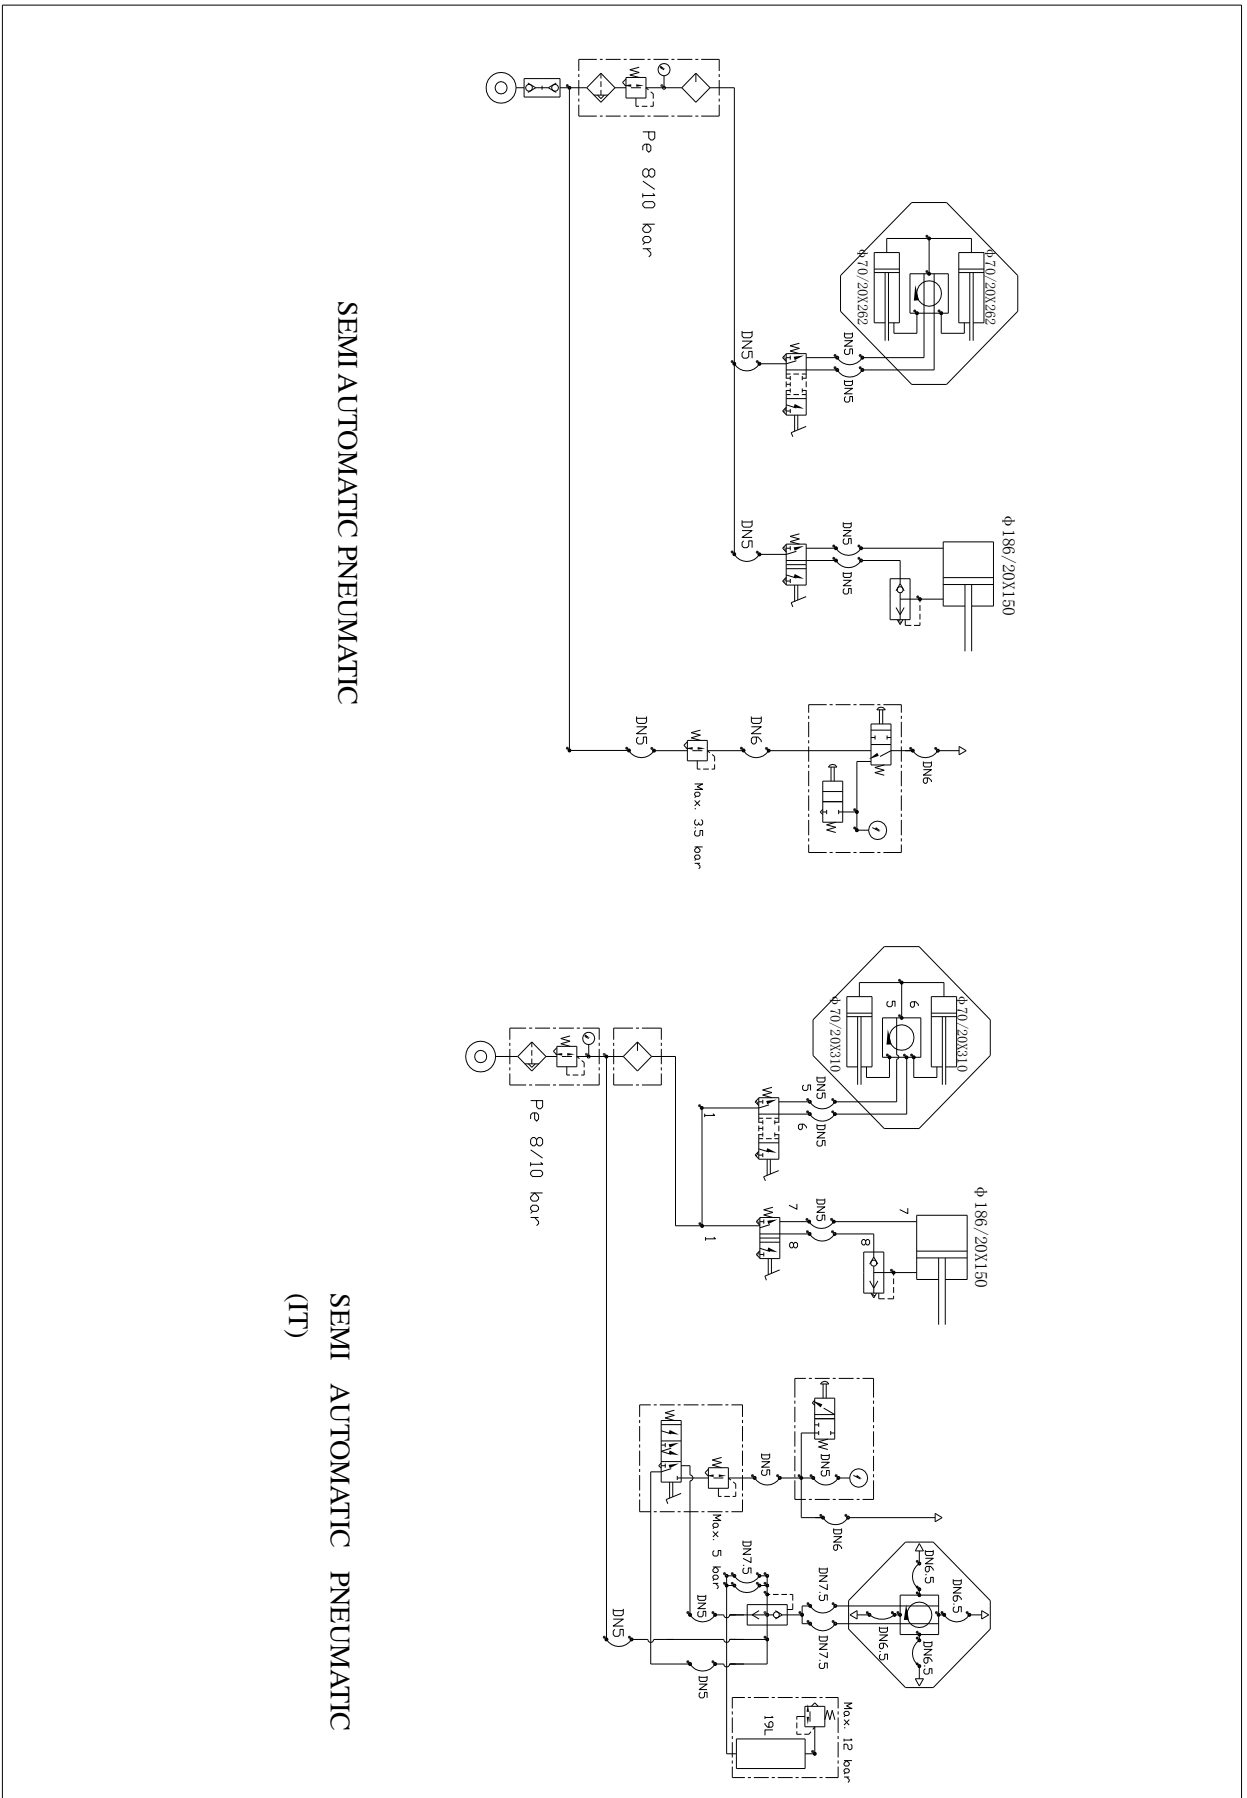 Pe 8/10 bar
Φ70/20X262
Φ70/20X262
DN5
DN5
DN5
Φ186/20X150
DN5
DN5
DN5
DN5
Max. 3.5 bar
DN6
DN6
SEMI AUTOMATIC PNEUMATIC
Pe 8/10 bar
Φ70/20X310
Φ70/20X310
6
5
5
DN5
6
DN5
1
1
Φ186/20X150
7
7
DN5
8
8
DN5
DN5
DN5
DN6
Max. 5 bar
DN7.5
DN5
DN5
DN5
DN7.5
DN7.5
DN6.5
DN6.5
DN6.5
DN6.5
Max. 12 bar
19L
SEMI AUTOMATIC PNEUMATIC
(IT)